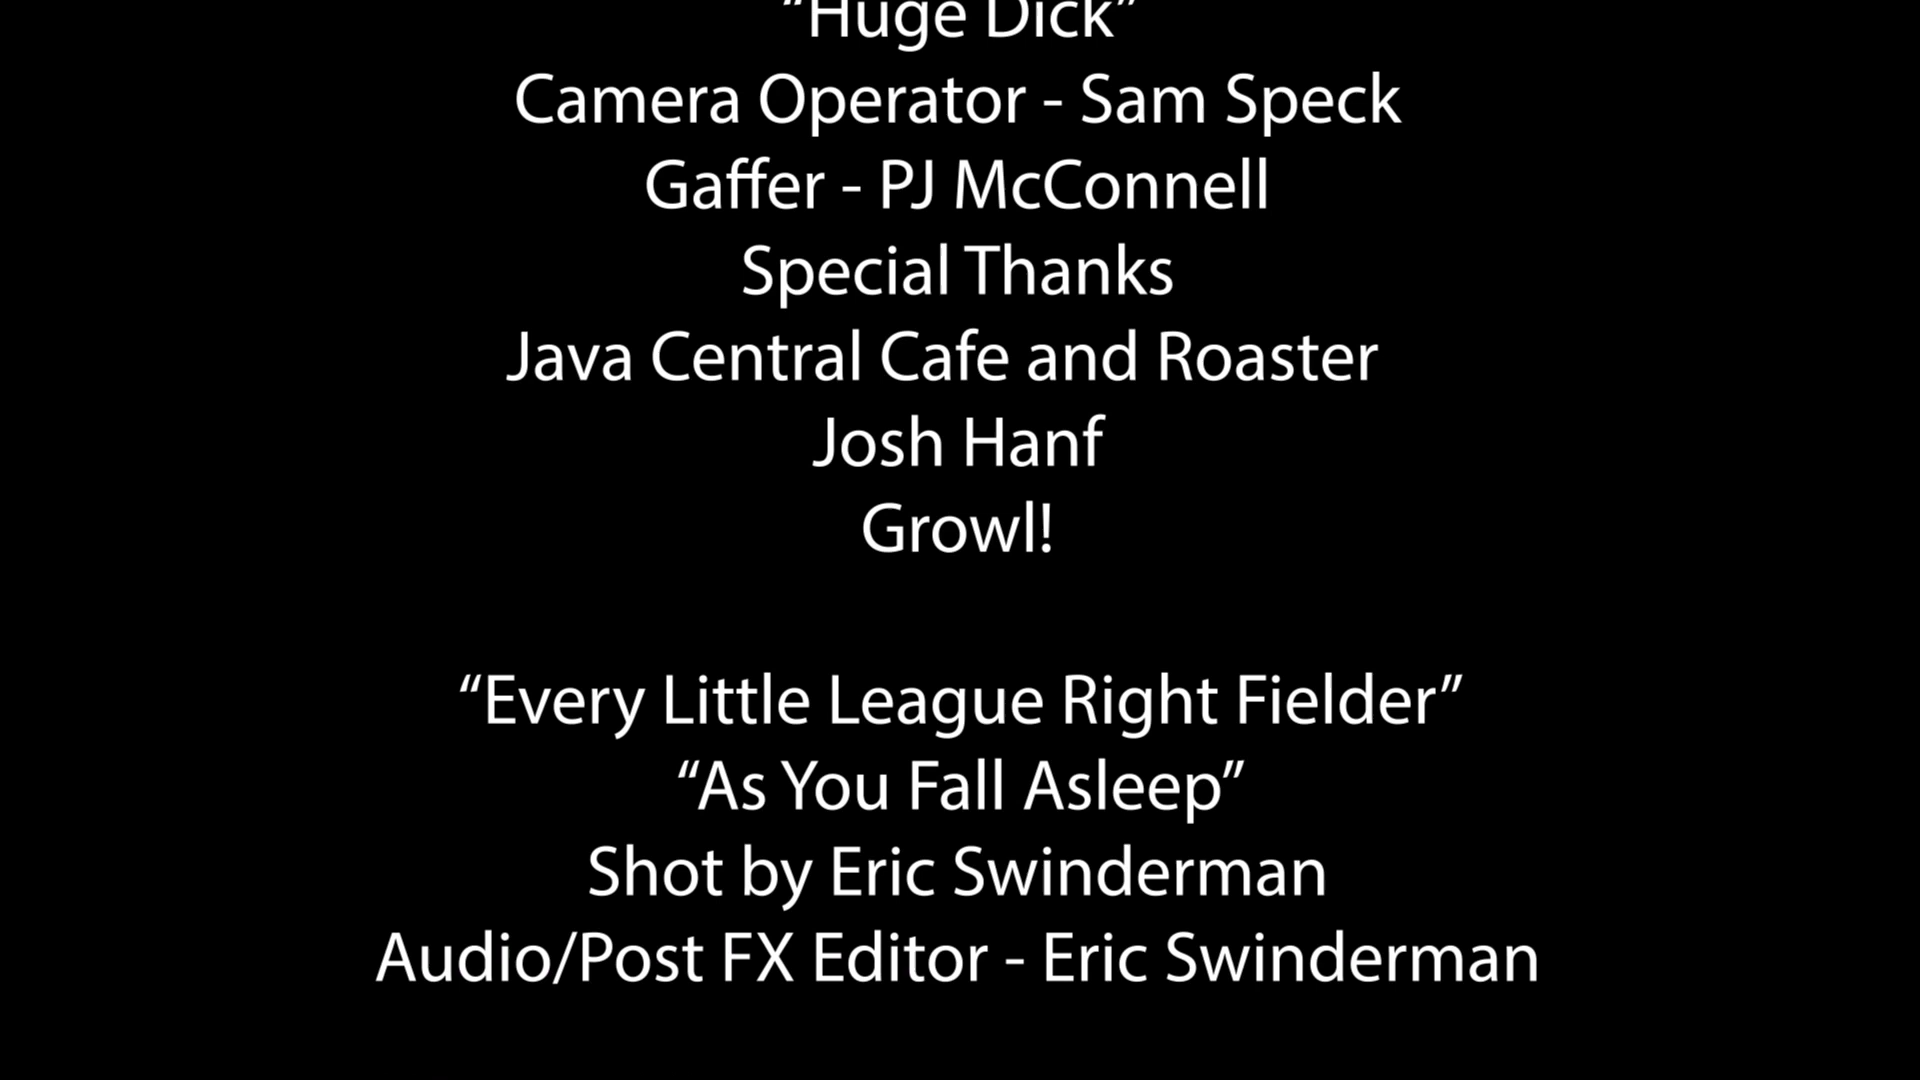 “Huge Dick”
Camera Operator - Sam Speck
Gaffer - PJ McConnell
Special Thanks
Java Central Cafe and Roaster
Josh Hanf
Growl!
“Every Little League Right Fielder”
“As You Fall Asleep”
Shot by Eric Swinderman
Audio/Post FX Editor - Eric Swinderman